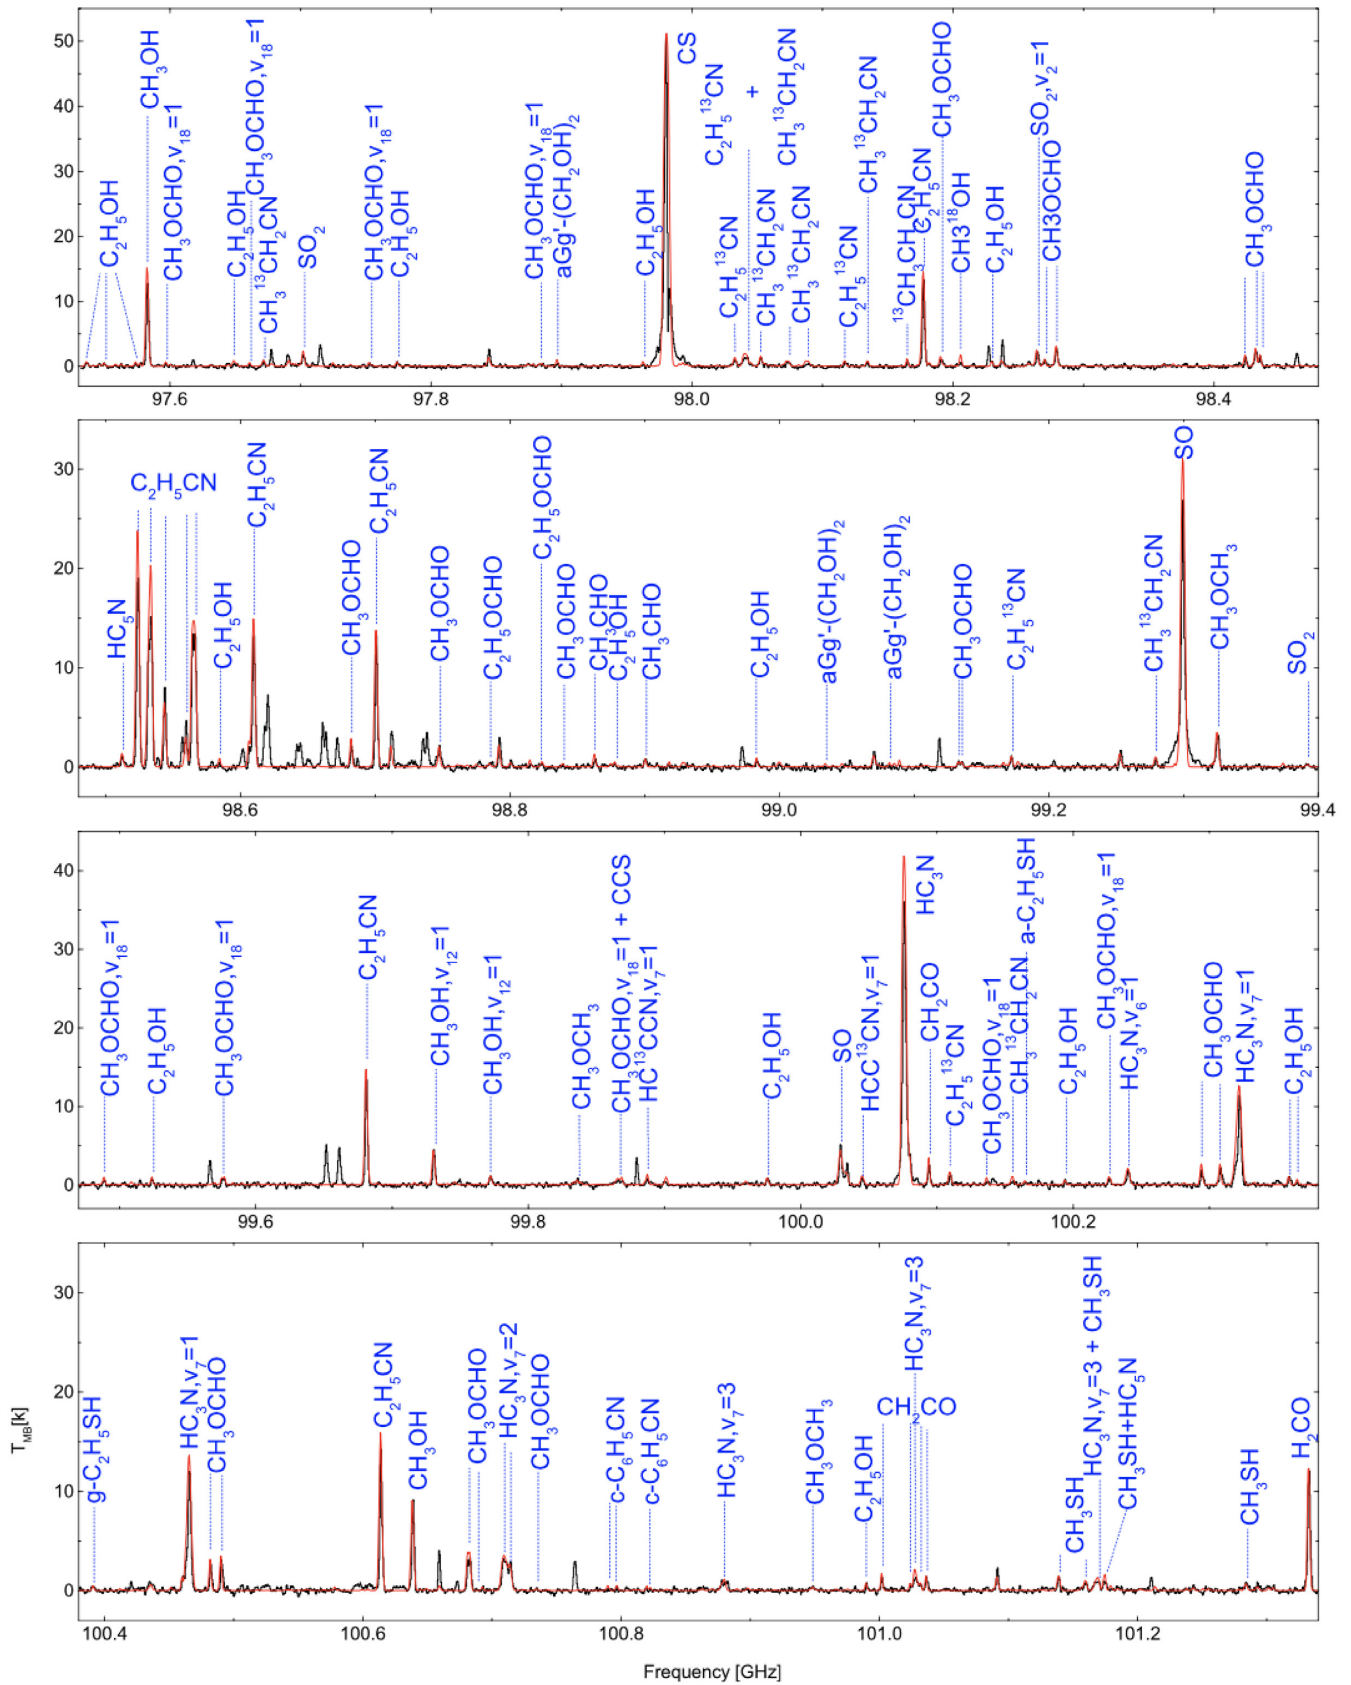 50
40
30
20
10
0
C₂H₅OH
CH₃OH
CH₃OCHO,v₁₈=1
C₂H₅OH
CH₃OCHO,v₁₈=1
CH₃¹³CH₂CN
SO₂
CH₃OCHO,v₁₈=1
C₂H₅OH
CH₃OCHO,v₁₈=1
aGg'-(CH₂OH)₂
C₂H₅OH
CS
C₂H₅¹³CN
C₂H₅¹³CN
+
CH₃¹³CH₂CN
CH₃¹³CH₂CN
CH₃¹³CH₂CN
C₂H₅¹³CN
CH₃¹³CH₂CN
¹³CH₃CH₂CN
C₂H₅CN
CH₃OCHO
CH3¹⁸OH
C₂H₅OH
SO₂,v₂=1
CH3OCHO
CH₃OCHO
97.6 97.8 98.0 98.2 98.4
30
20
10
0
HC₅N
C₂H₅CN
C₂H₅OH
C₂H₅CN
CH₃OCHO
C₂H₅CN
CH₃OCHO
C₂H₅OCHO
C₂H₅OCHO
CH₃OCHO
CH₃CHO
C₂H₅OH
CH₃CHO
C₂H₅OH
aGg'-(CH₂OH)₂
aGg'-(CH₂OH)₂
CH₃OCHO
C₂H₅¹³CN
CH₃¹³CH₂CN
SO
CH₃OCH₃
SO₂
98.6 98.8 99.0 99.2 99.4
40
30
20
10
0
CH₃OCHO,v₁₈=1
C₂H₅OH
CH₃OCHO,v₁₈=1
C₂H₅CN
CH₃OH,v₁₂=1
CH₃OH,v₁₂=1
CH₃OCH₃
CH₃OCHO,v₁₈=1 + CCS
HC¹³CCN,v₇=1
C₂H₅OH
SO
HCC¹³CN,v₇=1
HC₃N
CH₂CO
C₂H₅¹³CN
CH₃OCHO,v₁₈=1
CH₃¹³CH₂CN
a-C₂H₅SH
C₂H₅OH
CH₃OCHO,v₁₈=1
HC₃N,v₆=1
CH₃OCHO
HC₃N,v₇=1
C₂H₅OH
99.6 99.8 100.0 100.2
30
20
10
0
T_MB[k]
g-C₂H₅SH
HC₃N,v₇=1
CH₃OCHO
C₂H₅CN
CH₃OH
CH₃OCHO
HC₃N,v₇=2
CH₃OCHO
c-C₆H₅CN
c-C₆H₅CN
HC₃N,v₇=3
CH₃OCH₃
C₂H₅OH
CH₂CO
HC₃N,v₇=3
CH₃SH
HC₃N,v₇=3 + CH₃SH
CH₃SH+HC₅N
CH₃SH
H₂CO
100.4 100.6 100.8 101.0 101.2
Frequency [GHz]